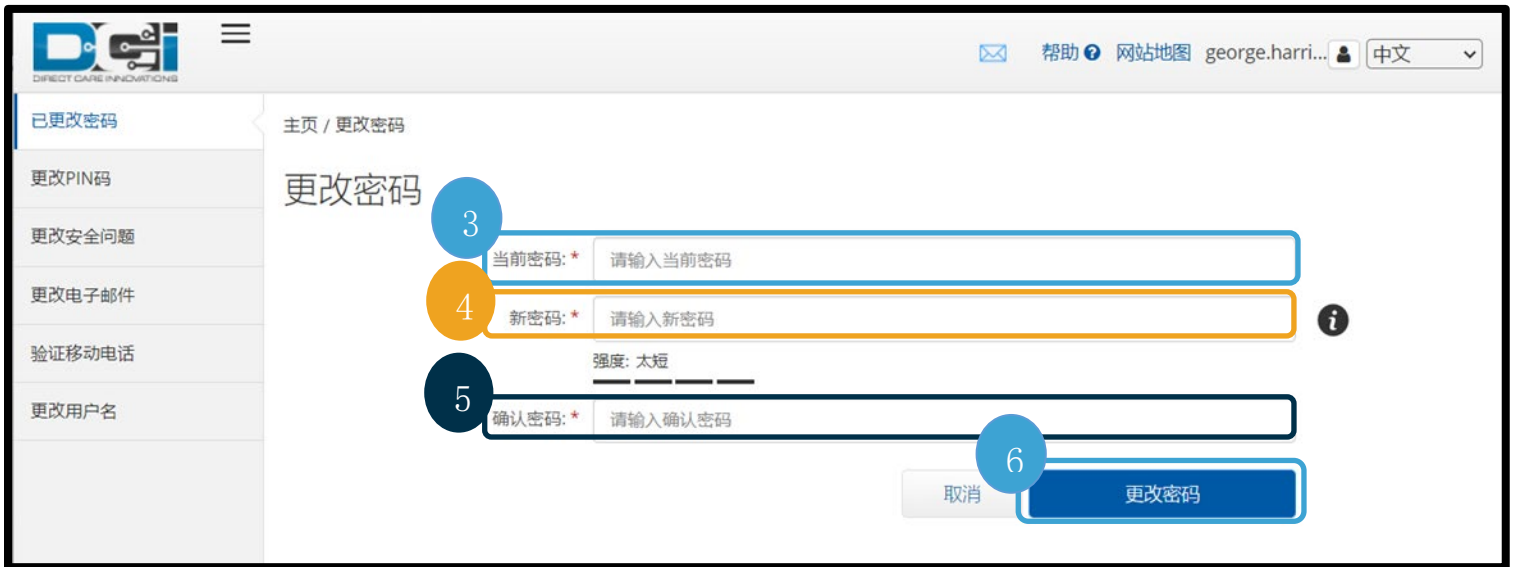 DCi
DIRECT CARE INNOVATIONS
帮助 ? 网站地图 george.harri... 中文
已更改密码
更改PIN码
更改安全问题
更改电子邮件
验证移动电话
更改用户名
主页 / 更改密码
更改密码
3
当前密码: * 请输入当前密码
4
新密码: * 请输入新密码 i
强度: 太短
5
确认密码: * 请输入确认密码
6
取消 更改密码